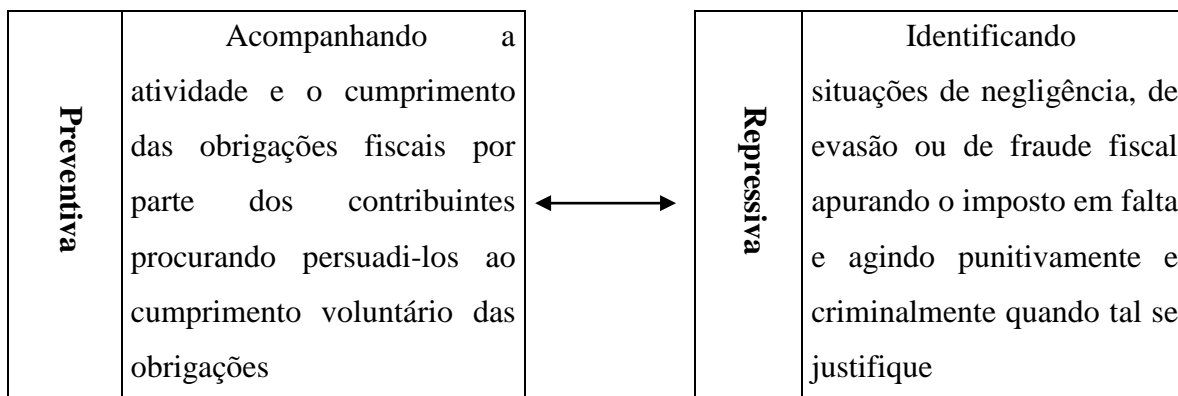 Preventiva
Acompanhando a
atividade e o cumprimento
das obrigações fiscais por
parte dos contribuintes
procurando persuadi-los ao
cumprimento voluntário das
obrigações
Repressiva
Identificando
situações de negligência, de
evasão ou de fraude fiscal
apurando o imposto em falta
e agindo punitivamente e
criminalmente quando tal se
justifique